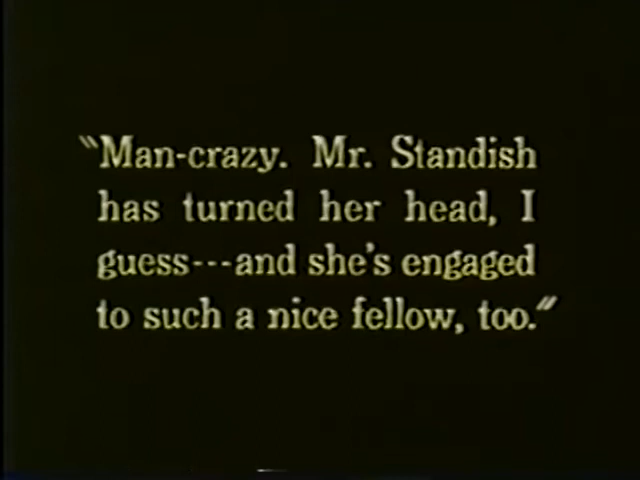 "Man-crazy. Mr. Standish
has turned her head, I
guess---and she's engaged
to such a nice fellow, too."